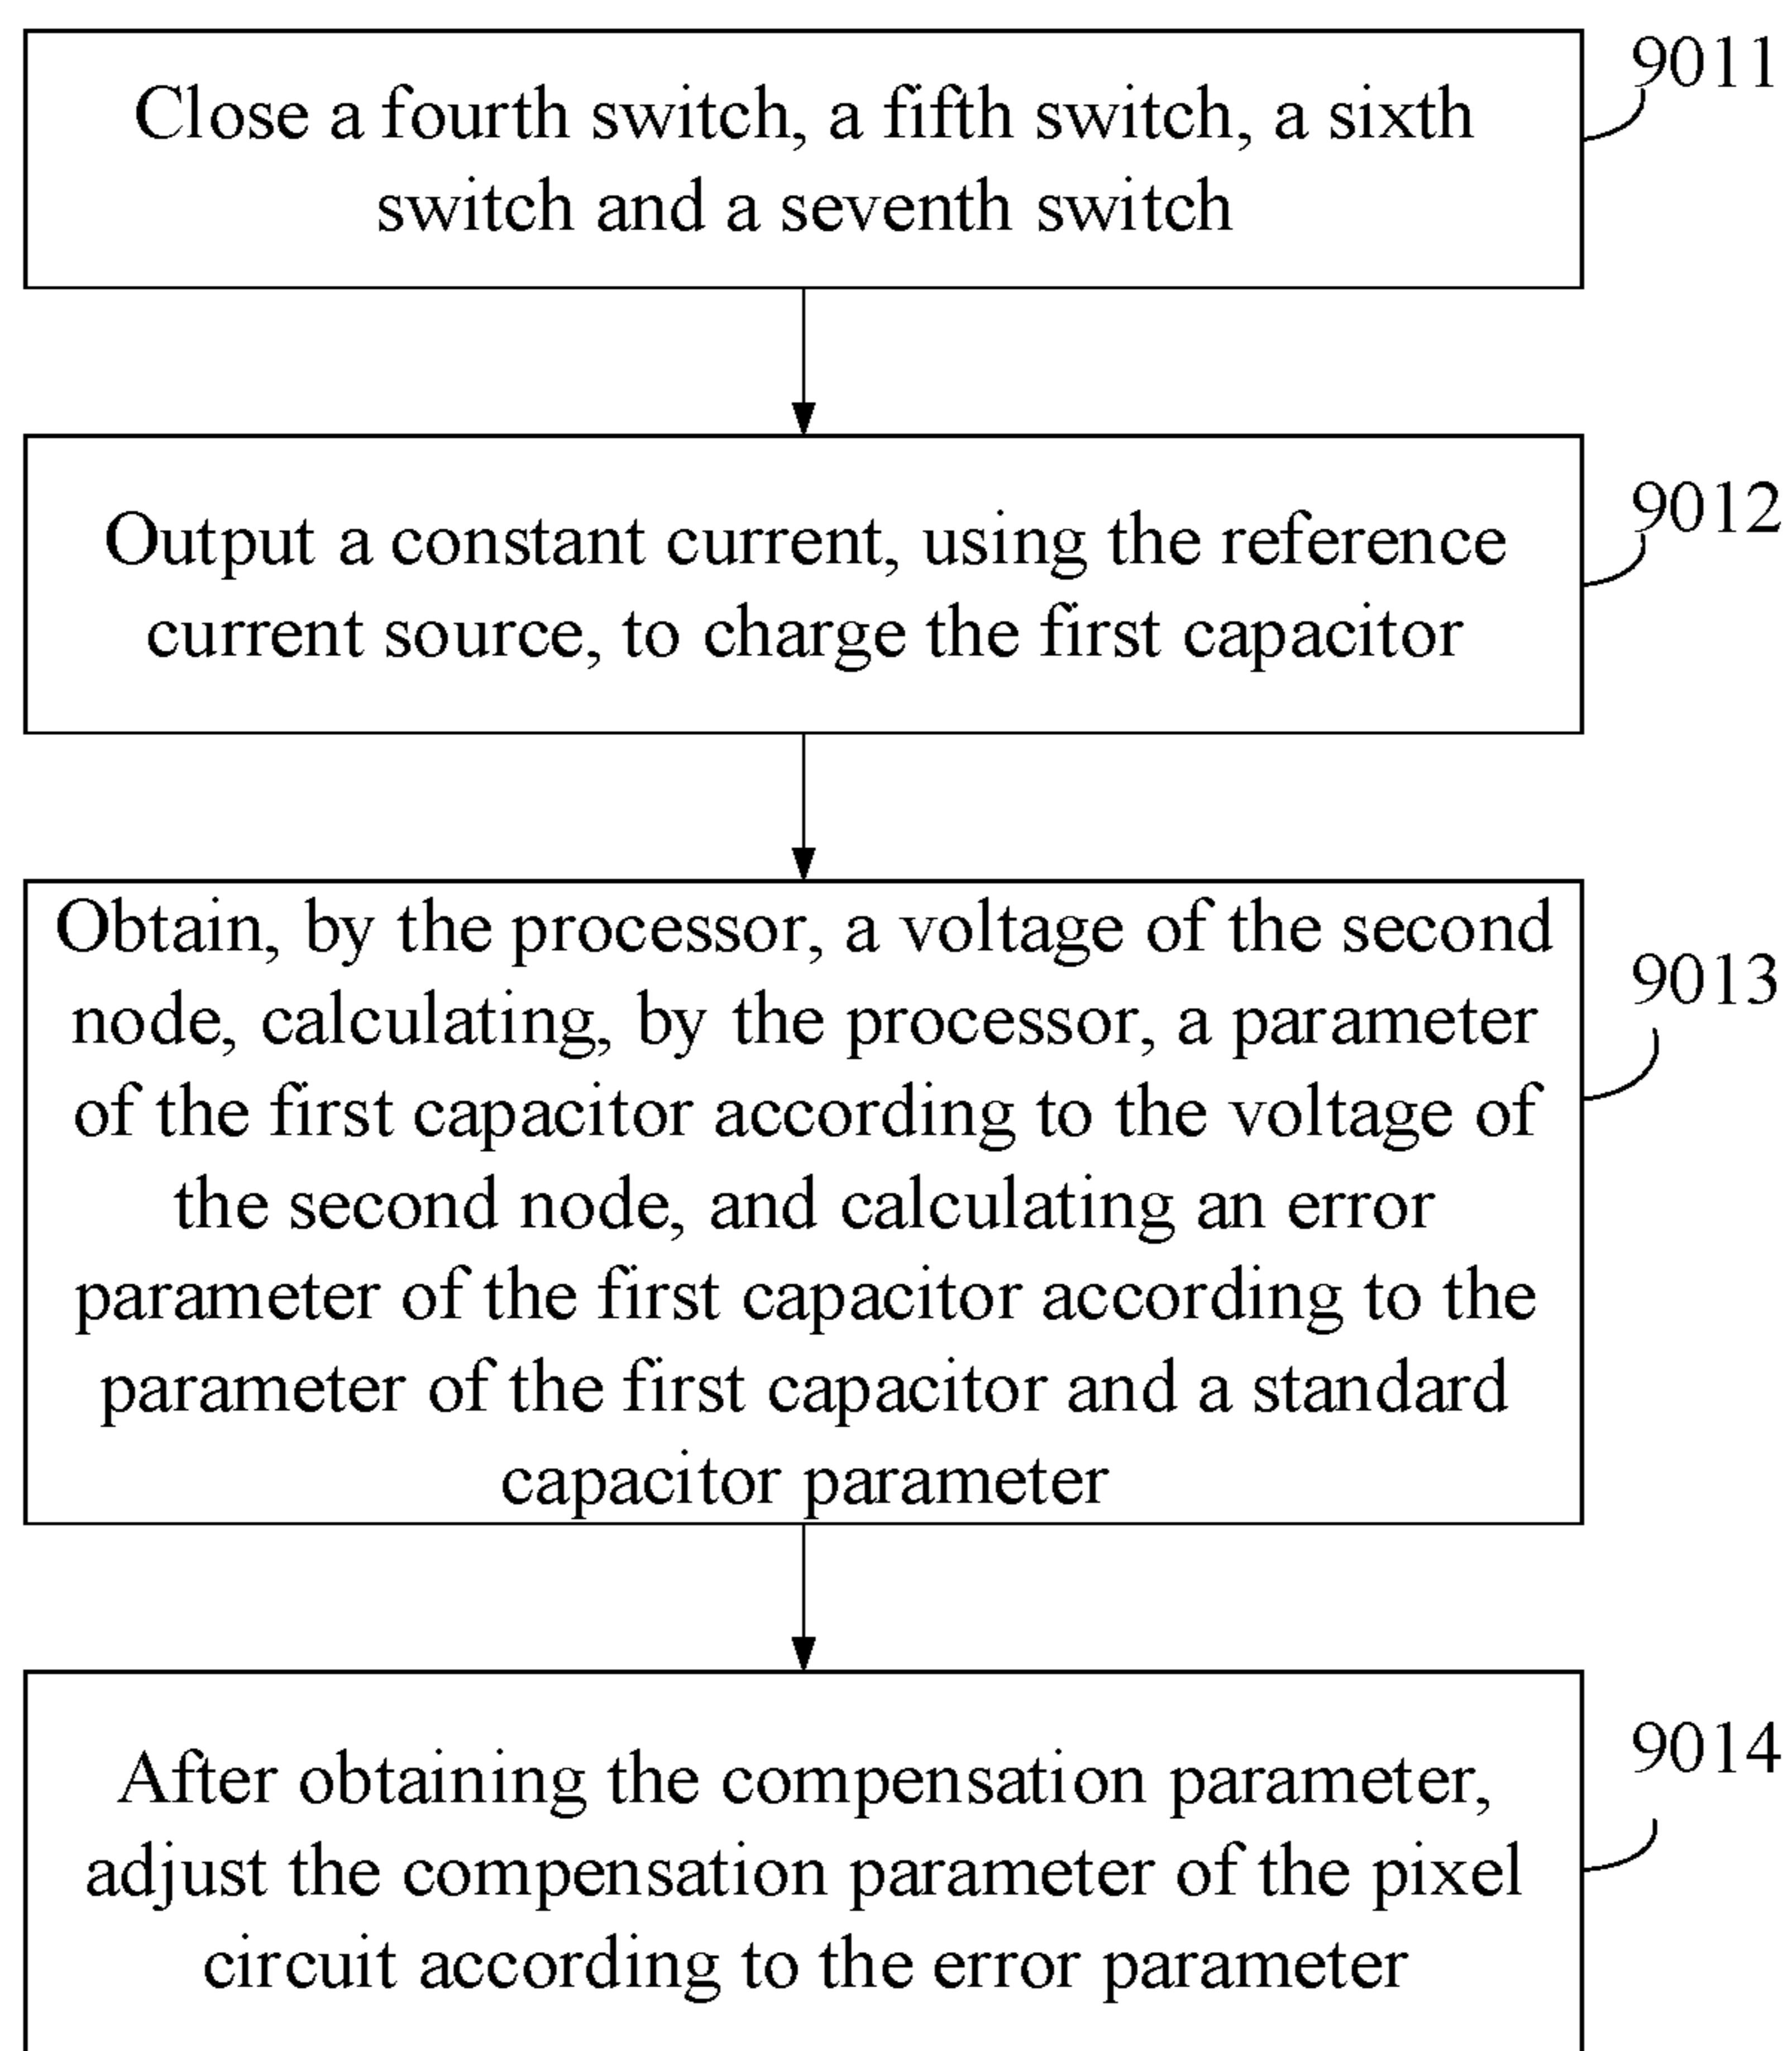 Close a fourth switch, a fifth switch, a sixth
switch and a seventh switch
9011
Output a constant current, using the reference
current source, to charge the first capacitor
9012
Obtain, by the processor, a voltage of the second
node, calculating, by the processor, a parameter
of the first capacitor according to the voltage of
the second node, and calculating an error
parameter of the first capacitor according to the
parameter of the first capacitor and a standard
capacitor parameter
9013
After obtaining the compensation parameter,
adjust the compensation parameter of the pixel
circuit according to the error parameter
9014